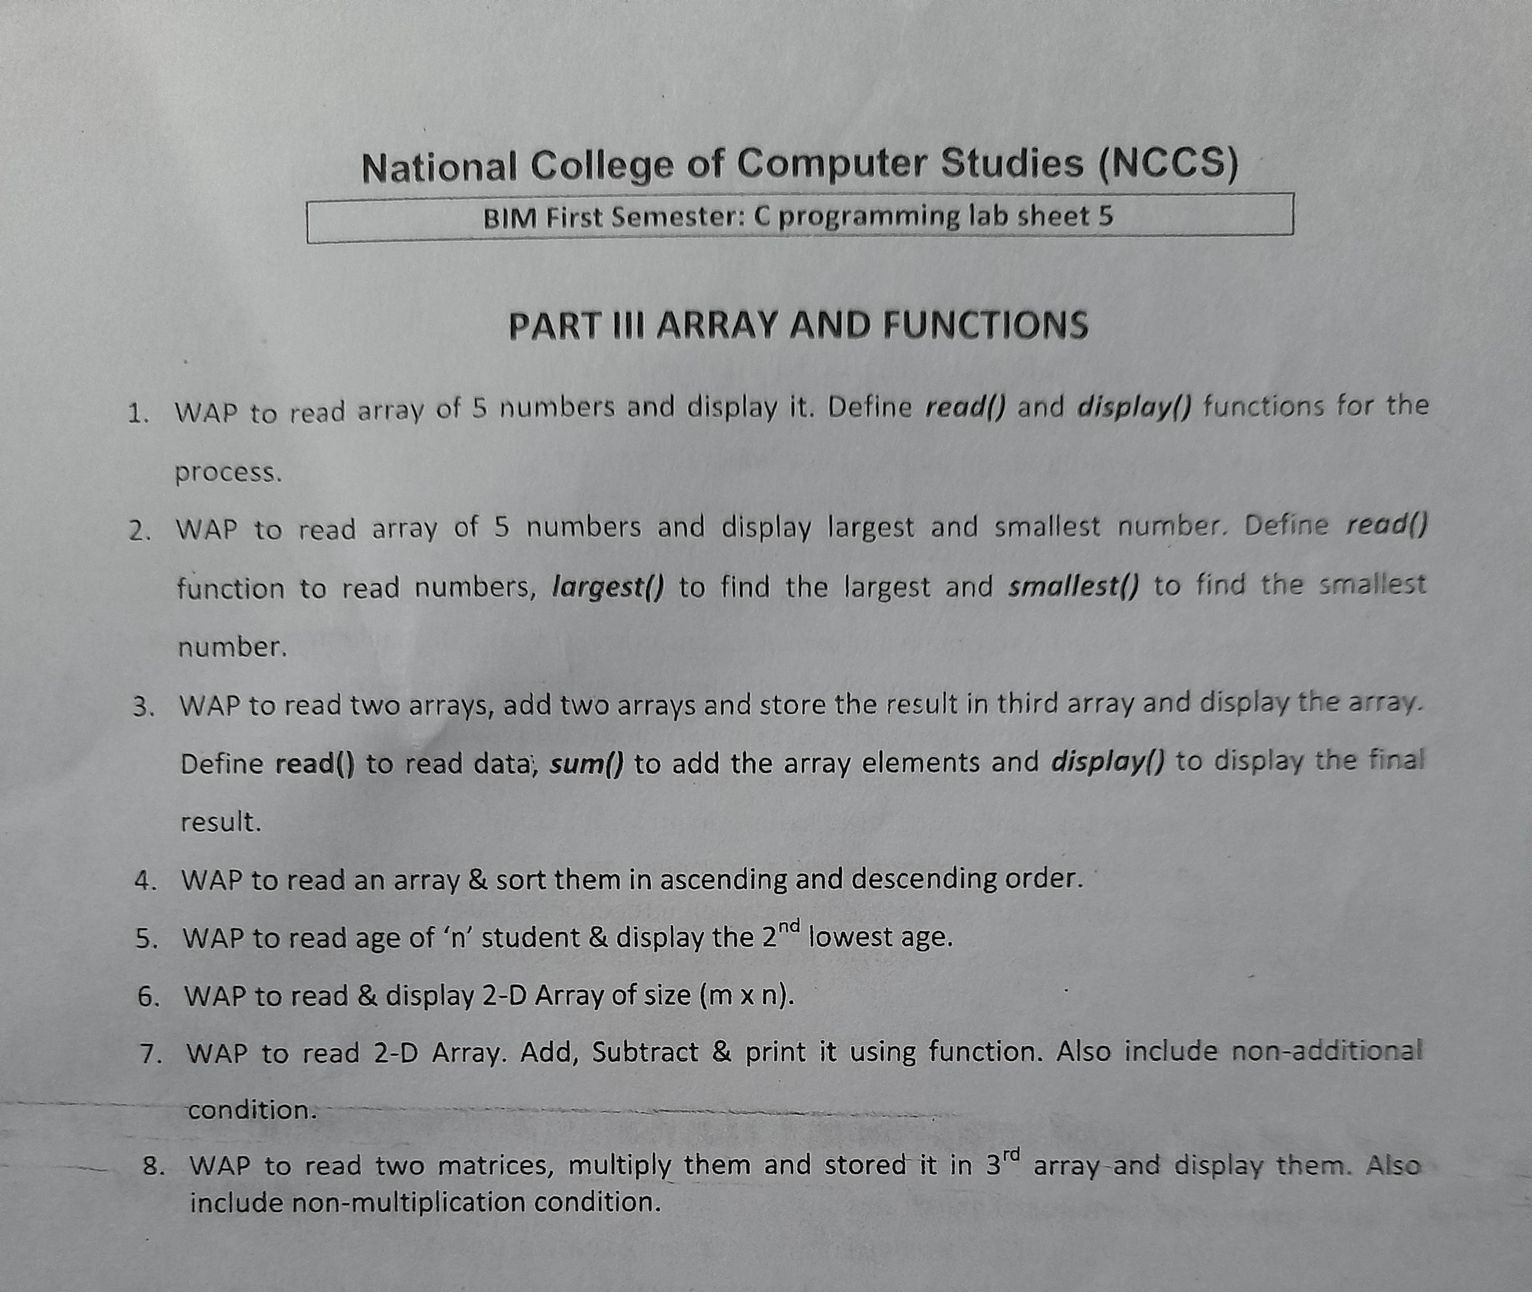 National College of Computer Studies (NCCS)
BIM First Semester: C programming lab sheet 5
PART III ARRAY AND FUNCTIONS
1. WAP to read array of 5 numbers and display it. Define read() and display() functions for the
process.
2. WAP to read array of 5 numbers and display largest and smallest number. Define read()
function to read numbers, largest() to find the largest and smallest() to find the smallest
number.
3. WAP to read two arrays, add two arrays and store the result in third array and display the array.
Define read() to read data, sum() to add the array elements and display() to display the final
result.
4. WAP to read an array & sort them in ascending and descending order.
5. WAP to read age of ‘n’ student & display the 2nd lowest age.
6. WAP to read & display 2-D Array of size (m x n).
7. WAP to read 2-D Array. Add, Subtract & print it using function. Also include non-additional
condition.
8. WAP to read two matrices, multiply them and stored it in 3rd array and display them. Also
include non-multiplication condition.